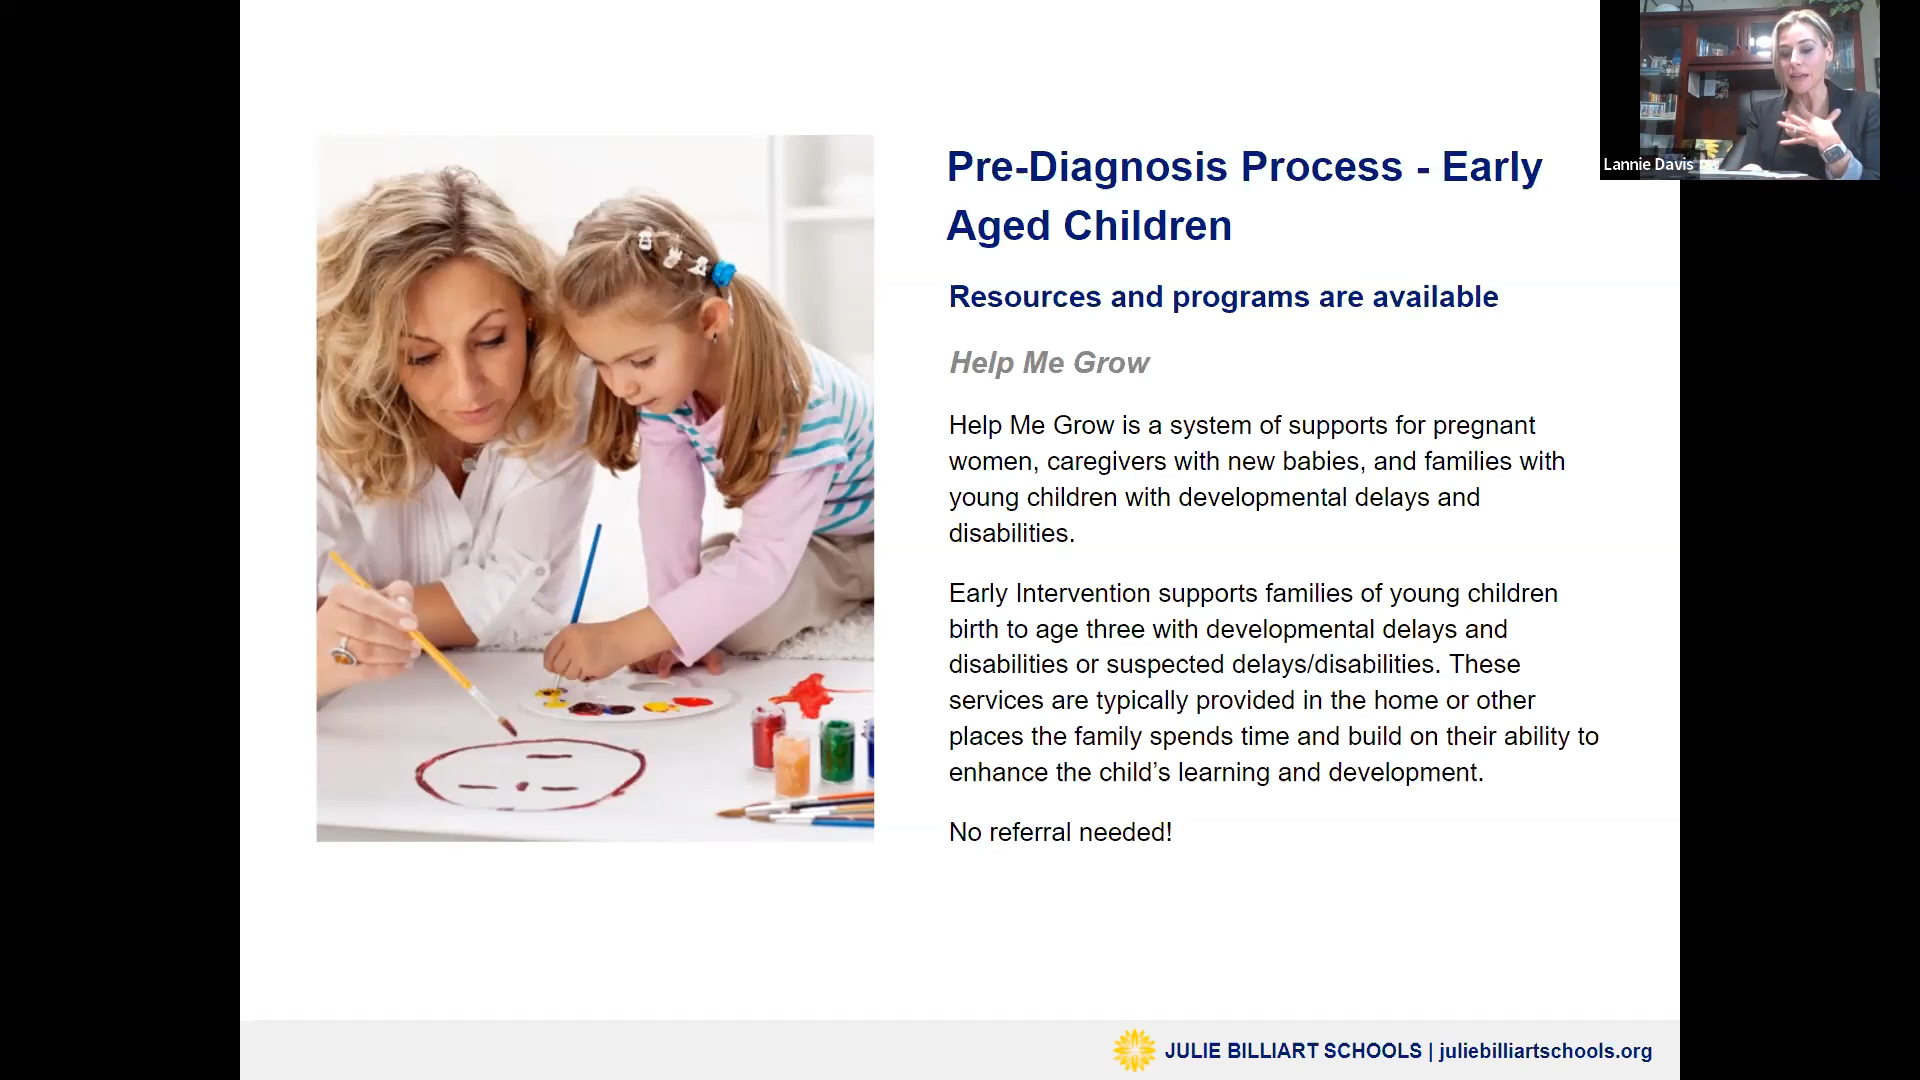 Pre-Diagnosis Process - Early
Aged Children
Lannie Davis
Resources and programs are available
Help Me Grow
Help Me Grow is a system of supports for pregnant
women, caregivers with new babies, and families with
young children with developmental delays and
disabilities.
Early Intervention supports families of young children
birth to age three with developmental delays and
disabilities or suspected delays/disabilities. These
services are typically provided in the home or other
places the family spends time and build on their ability to
enhance the child’s learning and development.
No referral needed!
JULIE BILLIART SCHOOLS | juliebilliartschools.org